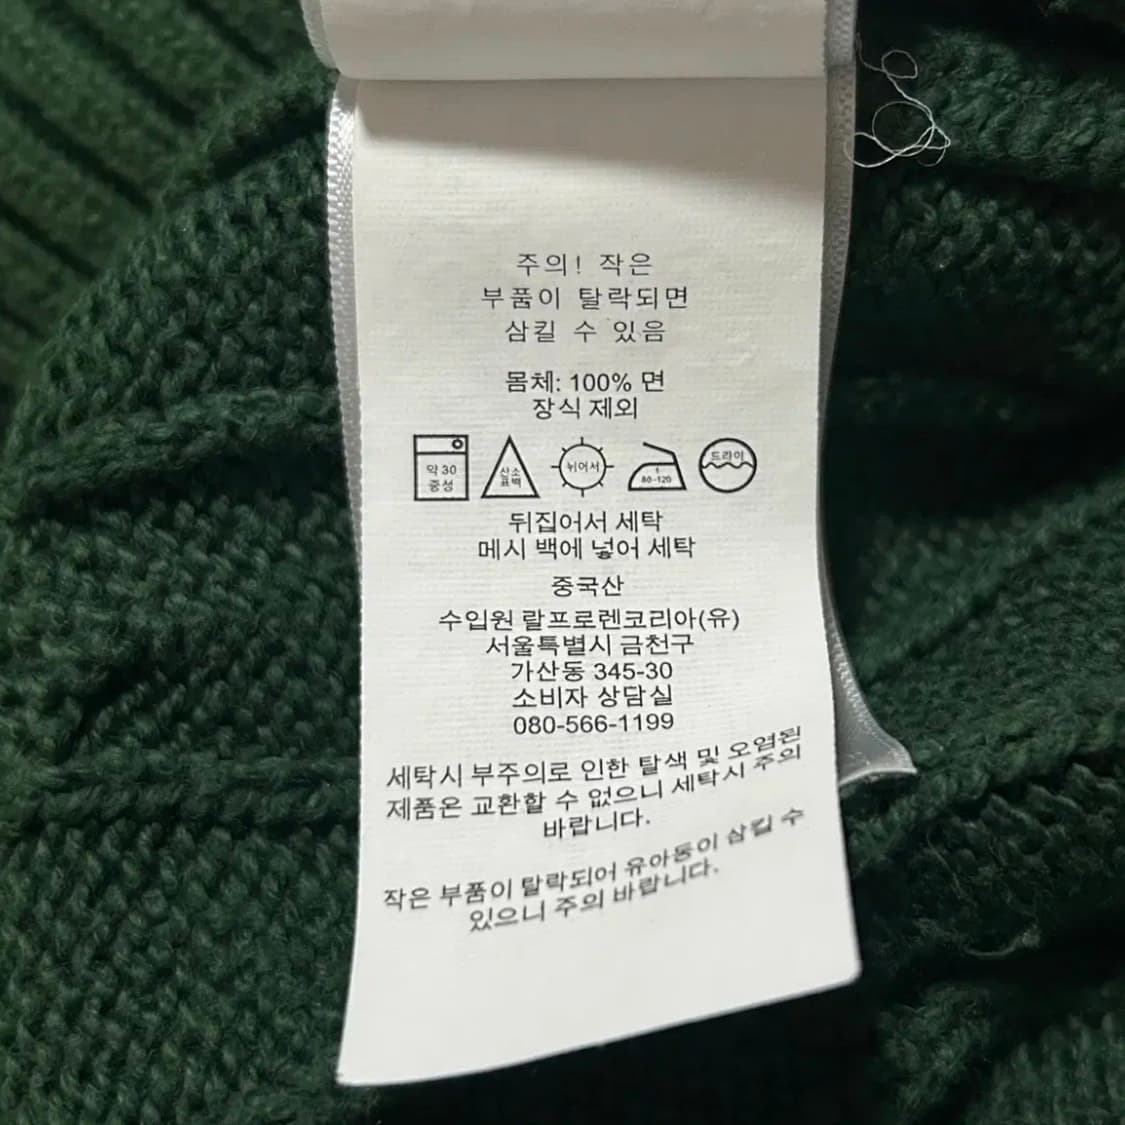 주의! 작은
부품이 탈락되면
삼킬 수 있음
몸체: 100% 면
장식 제외
약 30
중성
산소
표백
뉘어서
1
80-120
드라이
뒤집어서 세탁
메시 백에 넣어 세탁
중국산
수입원 랄프로렌코리아(유)
서울특별시 금천구
가산동 345-30
소비자 상담실
080-566-1199
세탁시 부주의로 인한 탈색 및 오염된
제품은 교환할 수 없으니 세탁시 주의
바랍니다.
작은 부품이 탈락되어 유아동이 삼킬 수
있으니 주의 바랍니다.